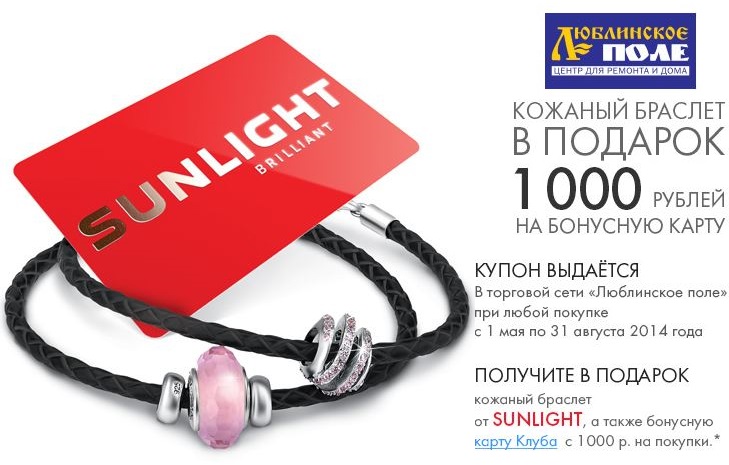 SUNLIGHT
BRILLIANT
ЛЮБЛИНСКОЕ
ПОЛЕ
ЦЕНТР ДЛЯ РЕМОНТА И ДОМА
КОЖАНЫЙ БРАСЛЕТ
В ПОДАРОК
1 000 РУБЛЕЙ
НА БОНУСНУЮ КАРТУ
КУПОН ВЫДАЁТСЯ
В торговой сети «Люблинское поле»
при любой покупке
с 1 мая по 31 августа 2014 года
ПОЛУЧИТЕ В ПОДАРОК
кожаный браслет
от SUNLIGHT, а также бонусную
карту Клуба с 1000 р. на покупки.*